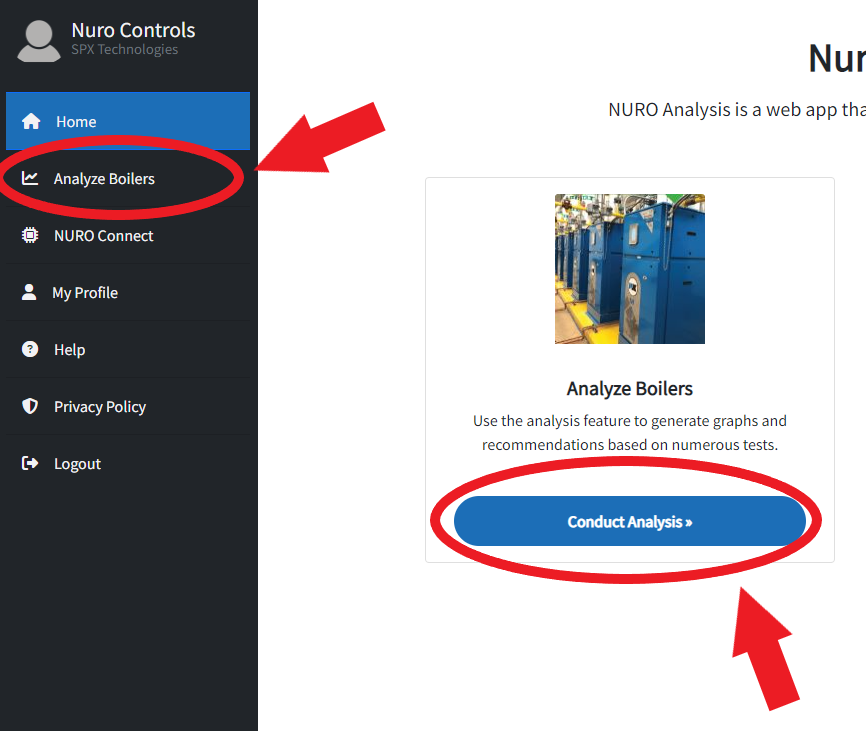 Nuro Controls
SPX Technologies
Home
Analyze Boilers
NURO Connect
My Profile
Help
Privacy Policy
Logout
Nur
NURO Analysis is a web app tha
Analyze Boilers
Use the analysis feature to generate graphs and
recommendations based on numerous tests.
Conduct Analysis »